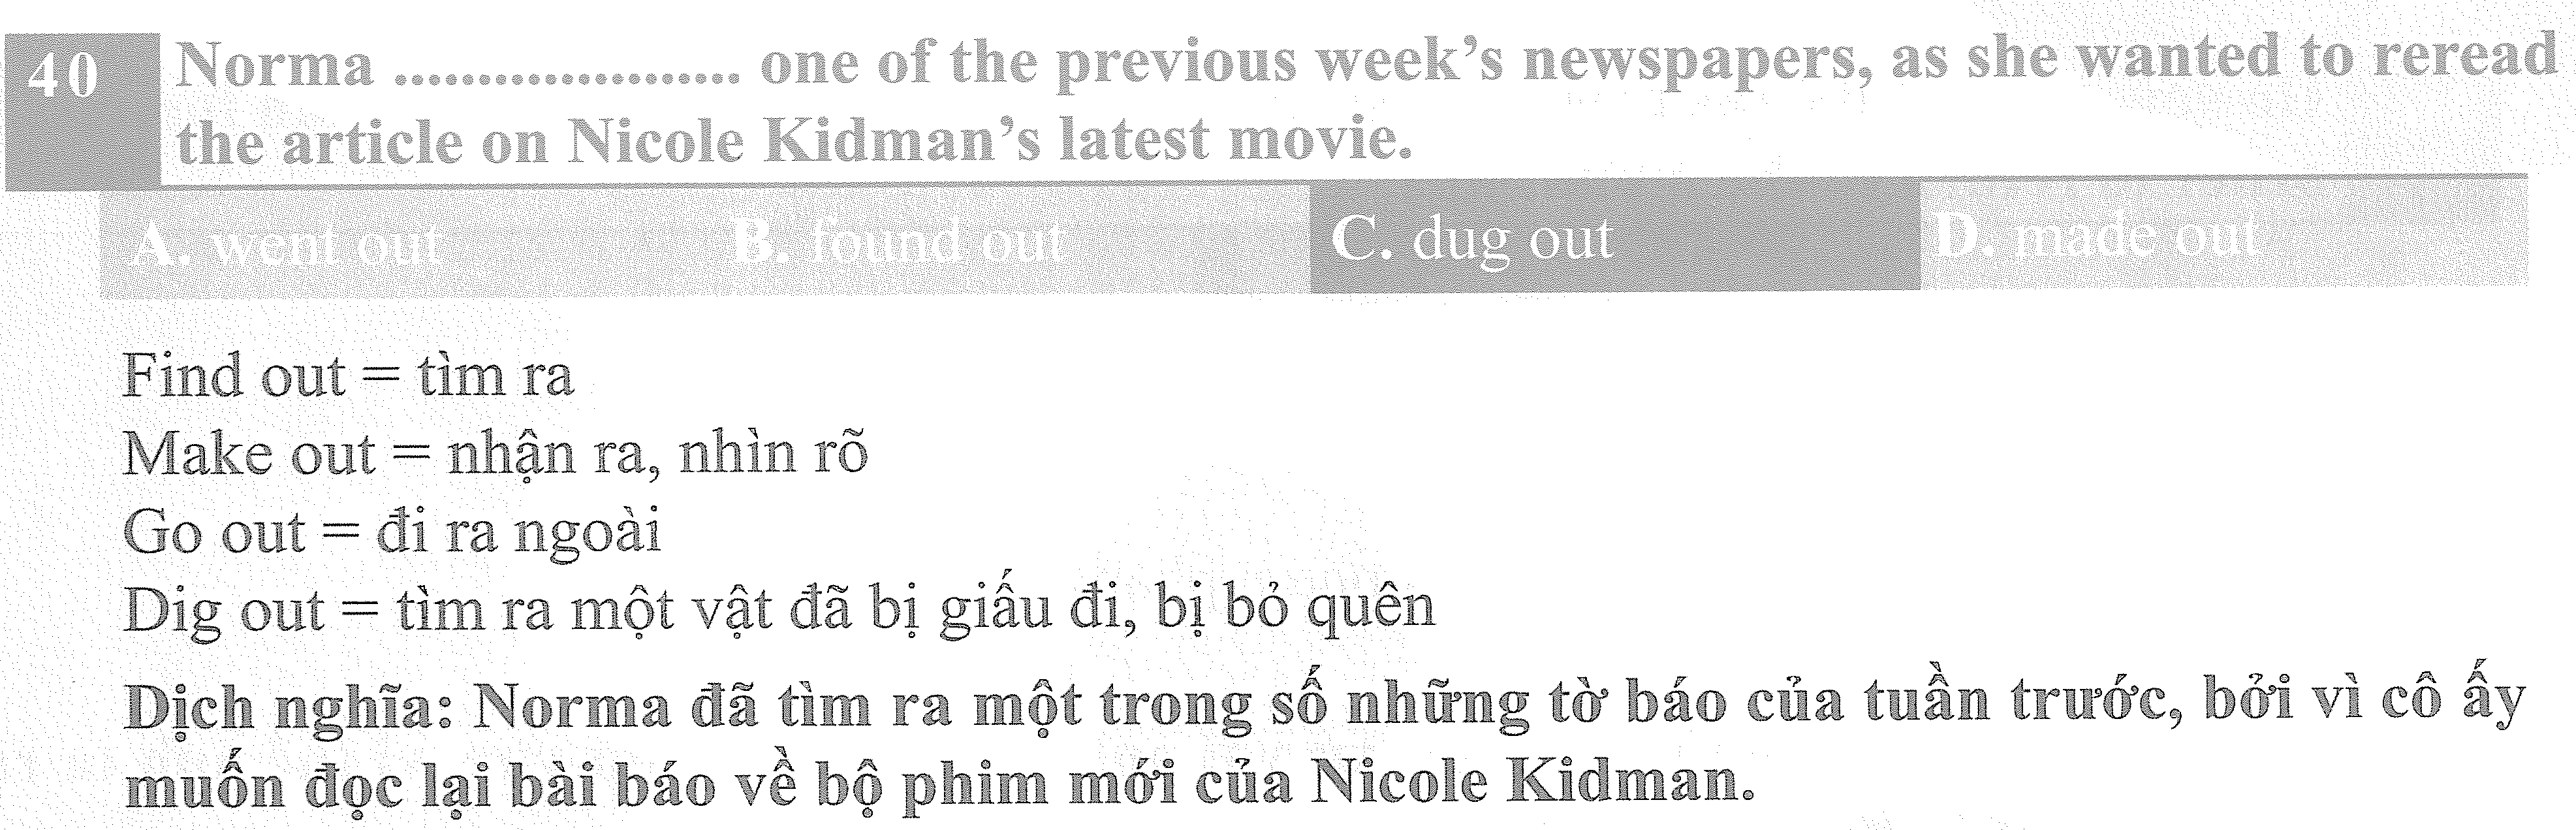 40 Norma ..................... one of the previous week's newspapers, as she wanted to reread
the article on Nicole Kidman's latest movie.
A. went out B. found out C. dug out D. made out
Find out = tìm ra
Make out = nhận ra, nhìn rõ
Go out = đi ra ngoài
Dig out = tìm ra một vật đã bị giấu đi, bị bỏ quên
Dịch nghĩa: Norma đã tìm ra một trong số những tờ báo của tuần trước, bởi vì cô ấy
muốn đọc lại bài báo về bộ phim mới của Nicole Kidman.